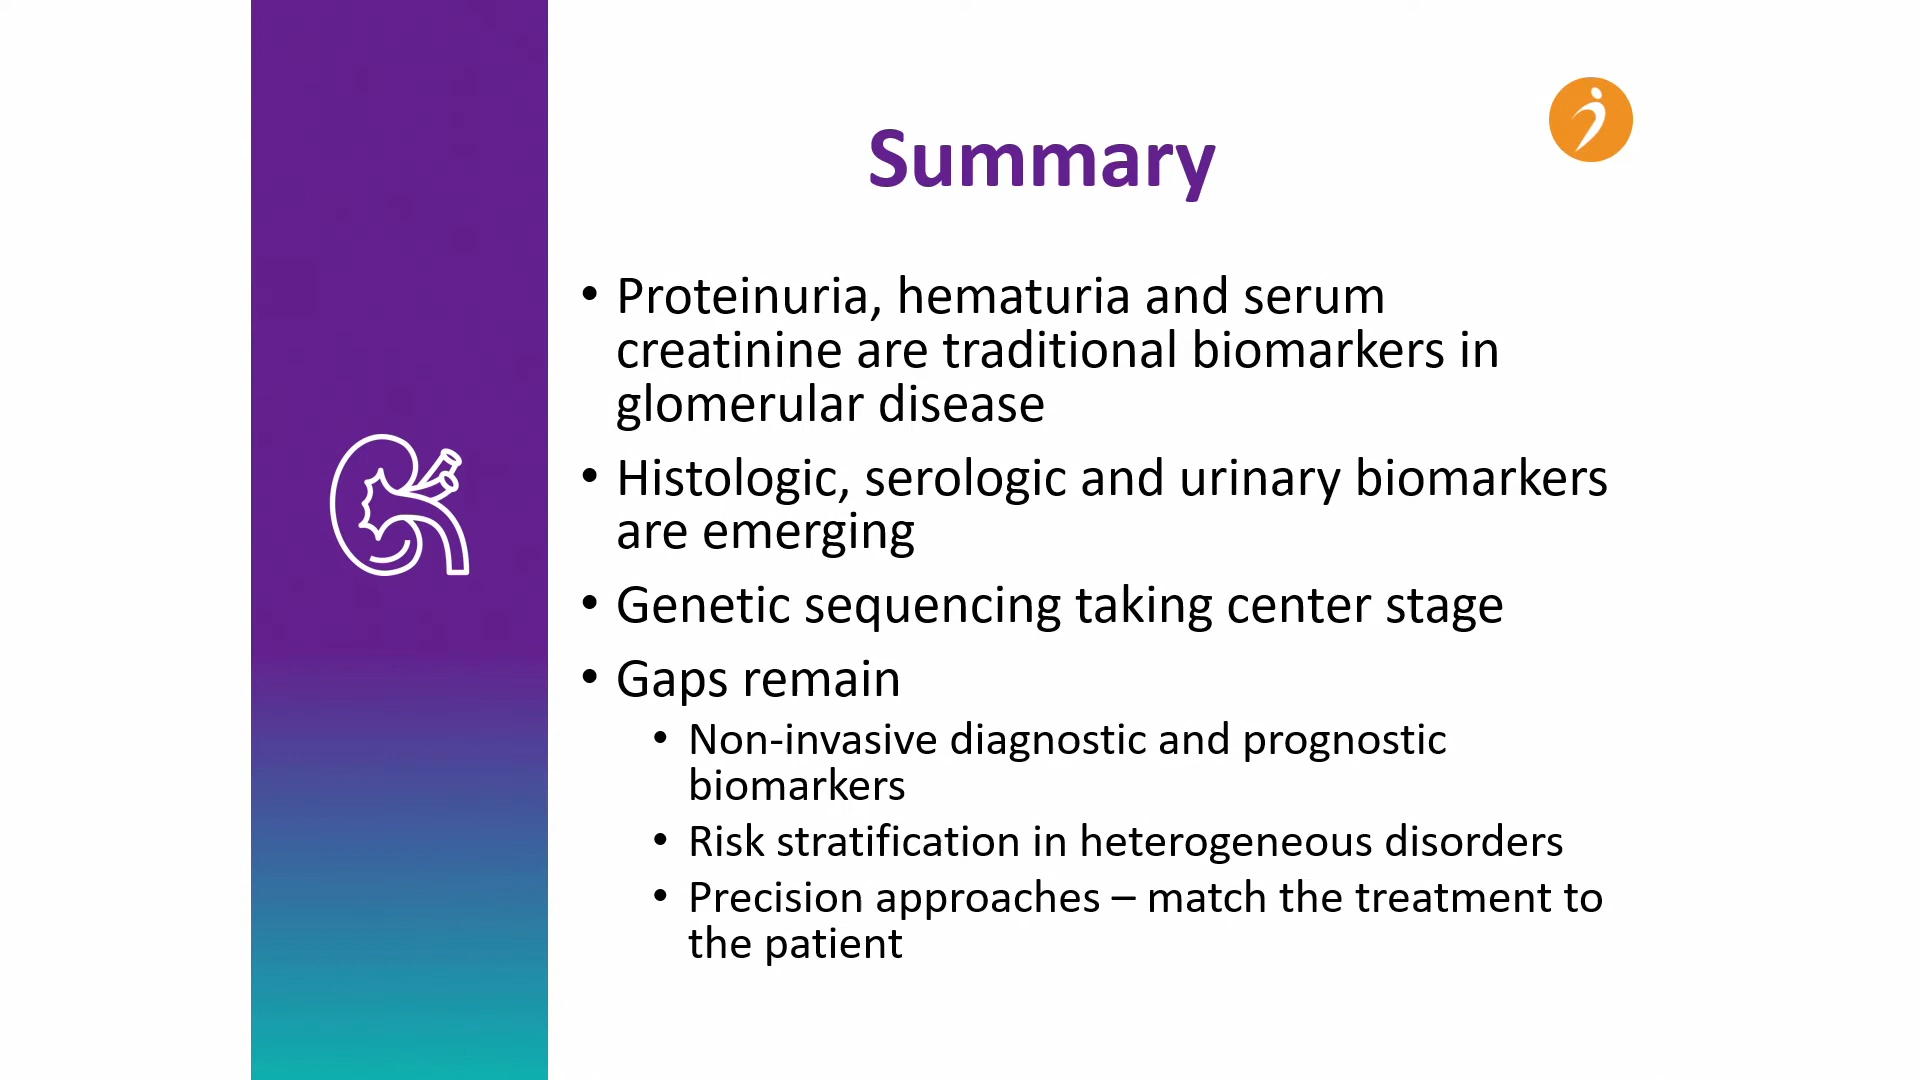 Summary
• Proteinuria, hematuria and serum
creatinine are traditional biomarkers in
glomerular disease
• Histologic, serologic and urinary biomarkers
are emerging
• Genetic sequencing taking center stage
• Gaps remain
• Non-invasive diagnostic and prognostic
biomarkers
• Risk stratification in heterogeneous disorders
• Precision approaches – match the treatment to
the patient